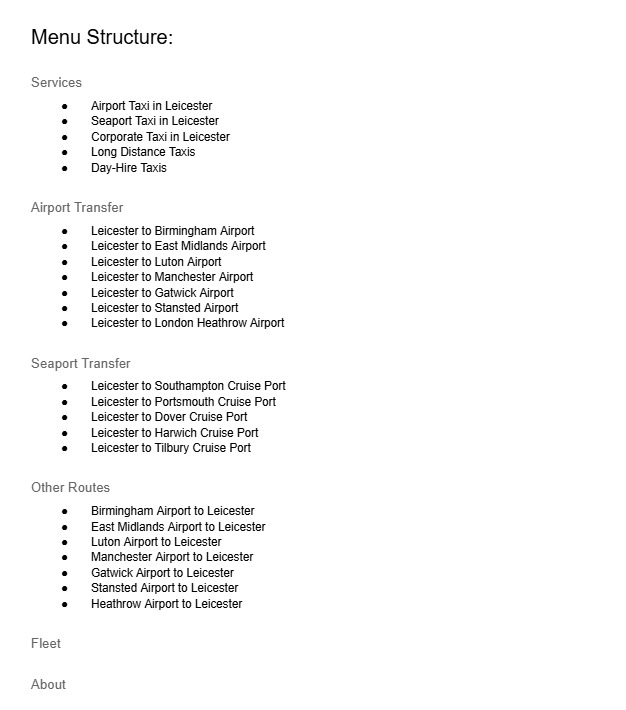 Menu Structure:
Services
● Airport Taxi in Leicester
● Seaport Taxi in Leicester
● Corporate Taxi in Leicester
● Long Distance Taxis
● Day-Hire Taxis
Airport Transfer
● Leicester to Birmingham Airport
● Leicester to East Midlands Airport
● Leicester to Luton Airport
● Leicester to Manchester Airport
● Leicester to Gatwick Airport
● Leicester to Stansted Airport
● Leicester to London Heathrow Airport
Seaport Transfer
● Leicester to Southampton Cruise Port
● Leicester to Portsmouth Cruise Port
● Leicester to Dover Cruise Port
● Leicester to Harwich Cruise Port
● Leicester to Tilbury Cruise Port
Other Routes
● Birmingham Airport to Leicester
● East Midlands Airport to Leicester
● Luton Airport to Leicester
● Manchester Airport to Leicester
● Gatwick Airport to Leicester
● Stansted Airport to Leicester
● Heathrow Airport to Leicester
Fleet
About